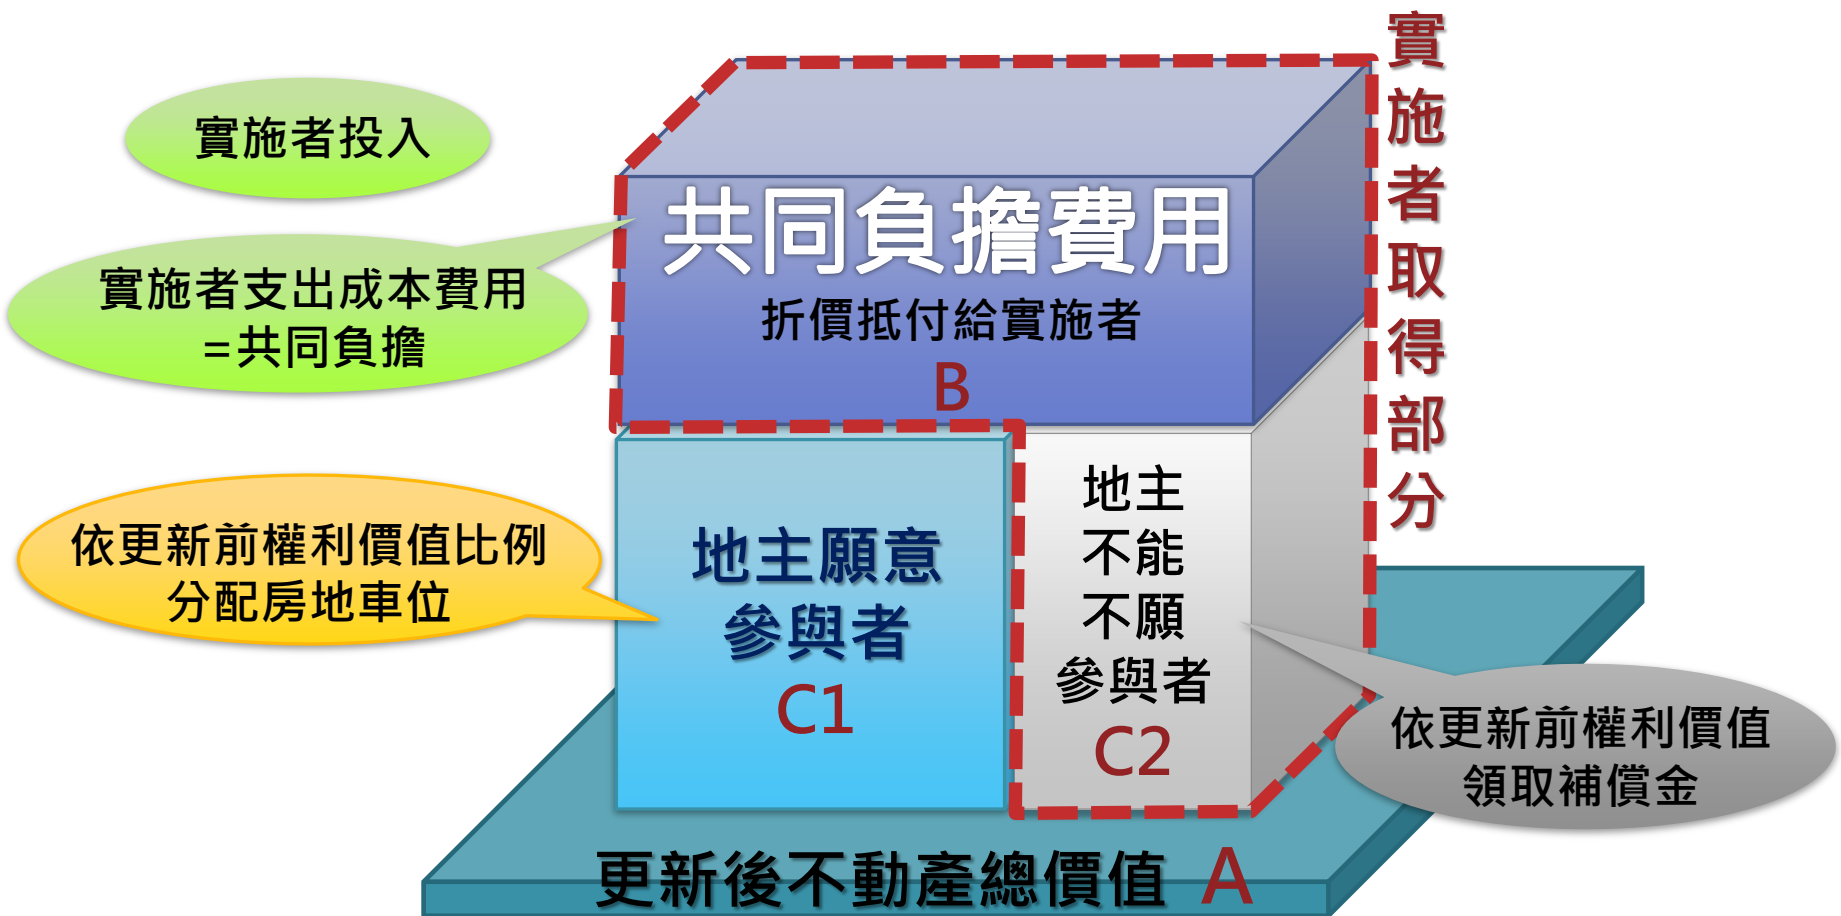 實施者投入
實施者支出成本費用
=共同負擔
共同負擔費用
折價抵付給實施者
B
實施者取得部分
依更新前權利價值比例
分配房地車位
地主願意
參與者
C1
地主
不能
不願
參與者
C2
依更新前權利價值
領取補償金
更新後不動產總價值 A